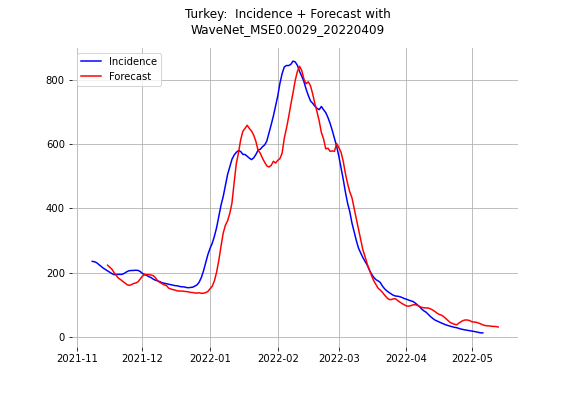 Turkey:  Incidence + Forecast with
WaveNet_MSE0.0029_20220409
Incidence
Forecast
800
600
400
200
0
2021-11 2021-12 2022-01 2022-02 2022-03 2022-04 2022-05